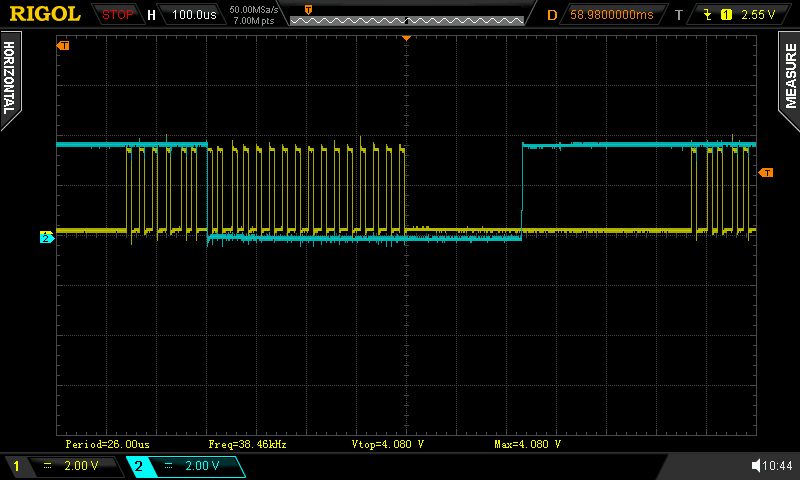 RIGOL STOP H 100.0us 50.00MSa/s 7.00M pts D 58.9800000ms T 1 2.55 V
T
HORIZONTAL
MEASURE
T
T
T
1
2
Period=26.00us Freq=38.46kHz Vtop=4.080 V Max=4.080 V
1 2.00 V 2 2.00 V 10:44